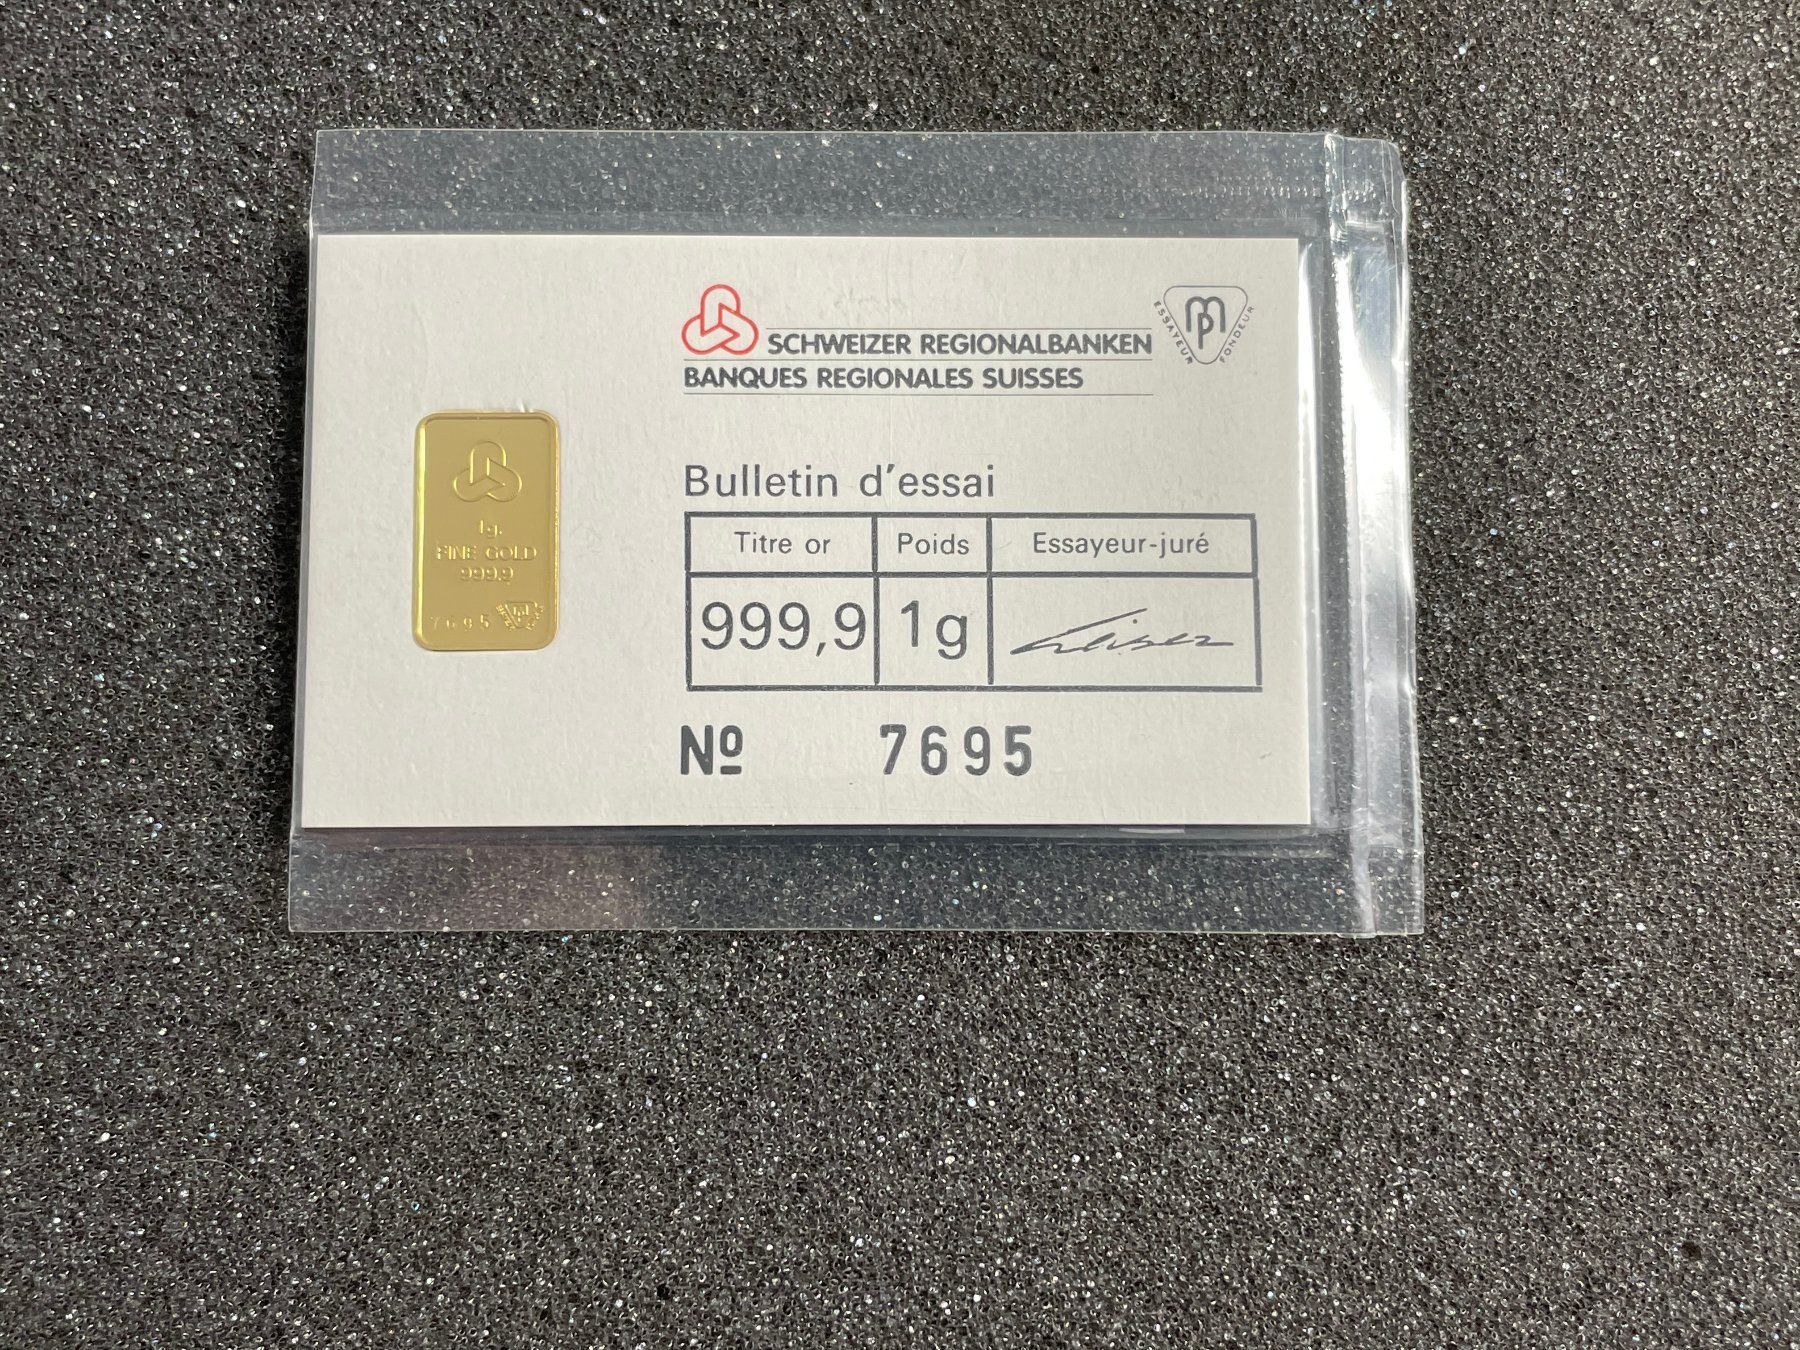 SCHWEIZER REGIONALBANKEN
BANQUES REGIONALES SUISSES
ESSAYEUR FONDEUR
MP
Bulletin d'essai
Titre or Poids Essayeur-juré
999,9 1g
Nº 7695
1g.
FINE GOLD
999.9
7695